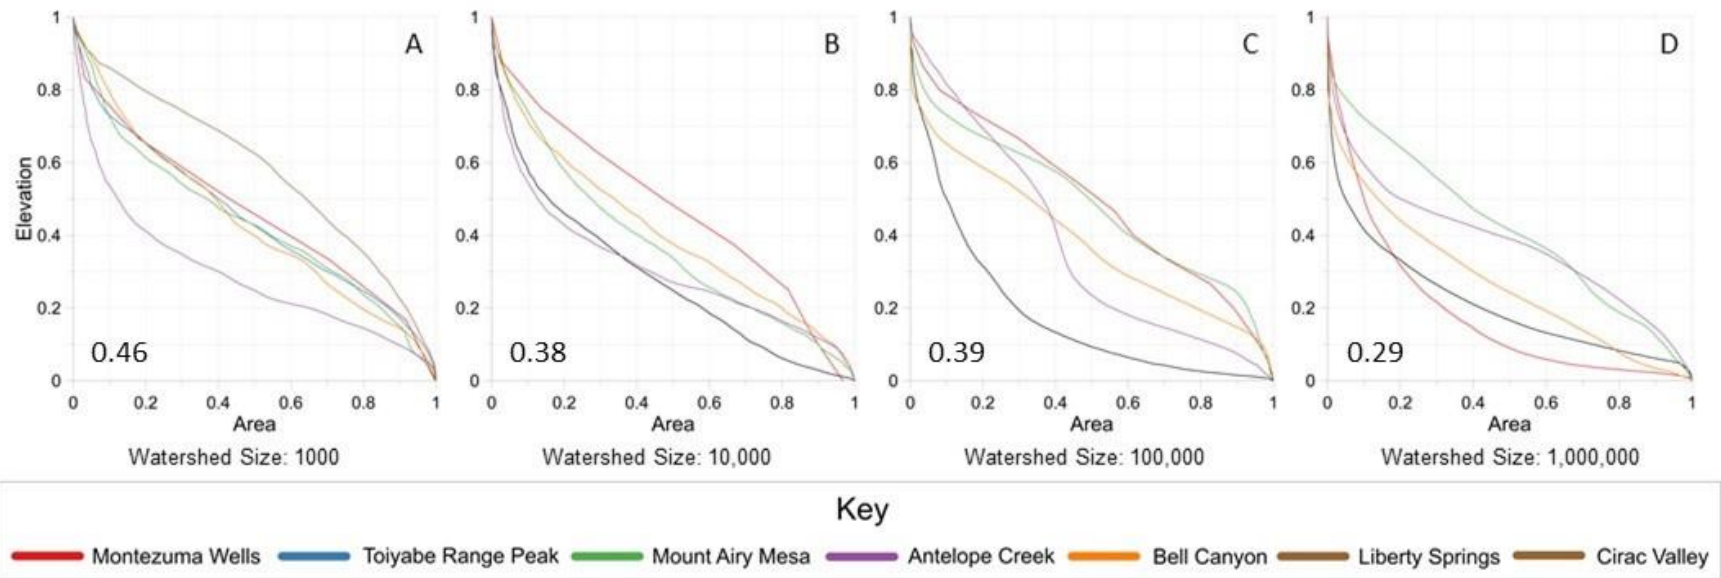 A
B
C
D
Elevation
1
0.8
0.6
0.4
0.2
0
0.46
0 0.2 0.4 0.6 0.8 1
Area
Watershed Size: 1000
1
0.8
0.6
0.4
0.2
0
0.38
0 0.2 0.4 0.6 0.8 1
Area
Watershed Size: 10,000
1
0.8
0.6
0.4
0.2
0
0.39
0 0.2 0.4 0.6 0.8 1
Area
Watershed Size: 100,000
1
0.8
0.6
0.4
0.2
0
0.29
0 0.2 0.4 0.6 0.8 1
Area
Watershed Size: 1,000,000
Key
Montezuma Wells Toiyabe Range Peak Mount Airy Mesa Antelope Creek Bell Canyon Liberty Springs Cirac Valley